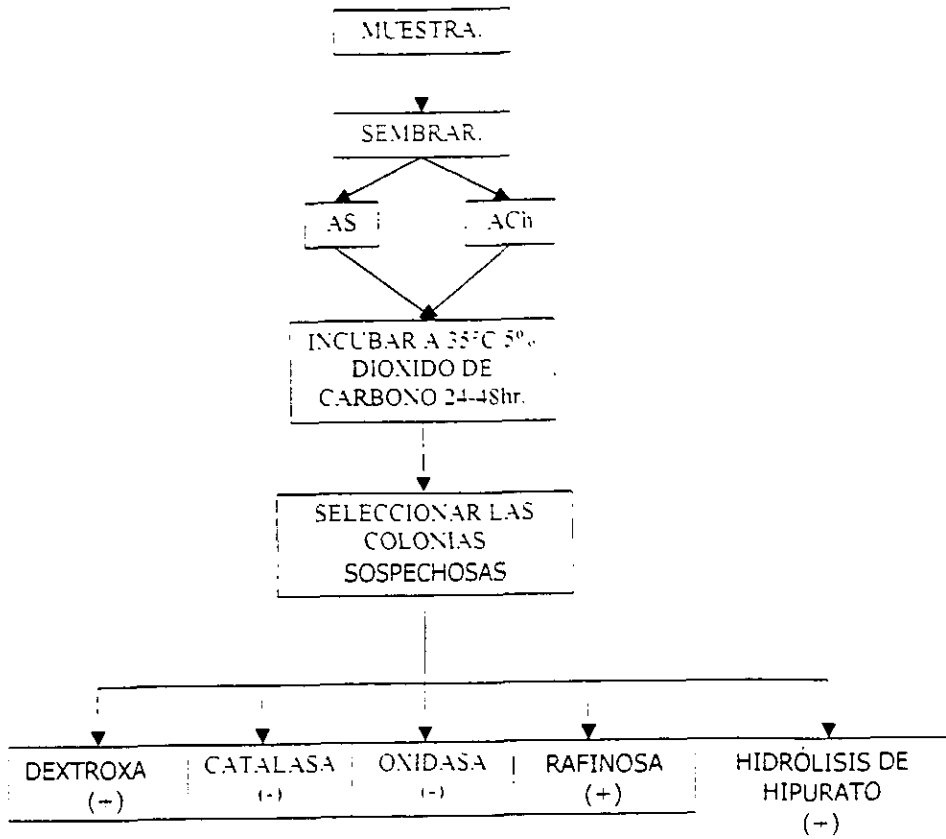 MUESTRA.
SEMBRAR.
AS
ACh
INCUBAR A 35°C 5%
DIOXIDO DE
CARBONO 24-48hr.
SELECCIONAR LAS
COLONIAS
SOSPECHOSAS
DEXTROXA
(+)
CATALASA
(-)
OXIDASA
(-)
RAFINOSA
(+)
HIDRÓLISIS DE
HIPURATO
(+)